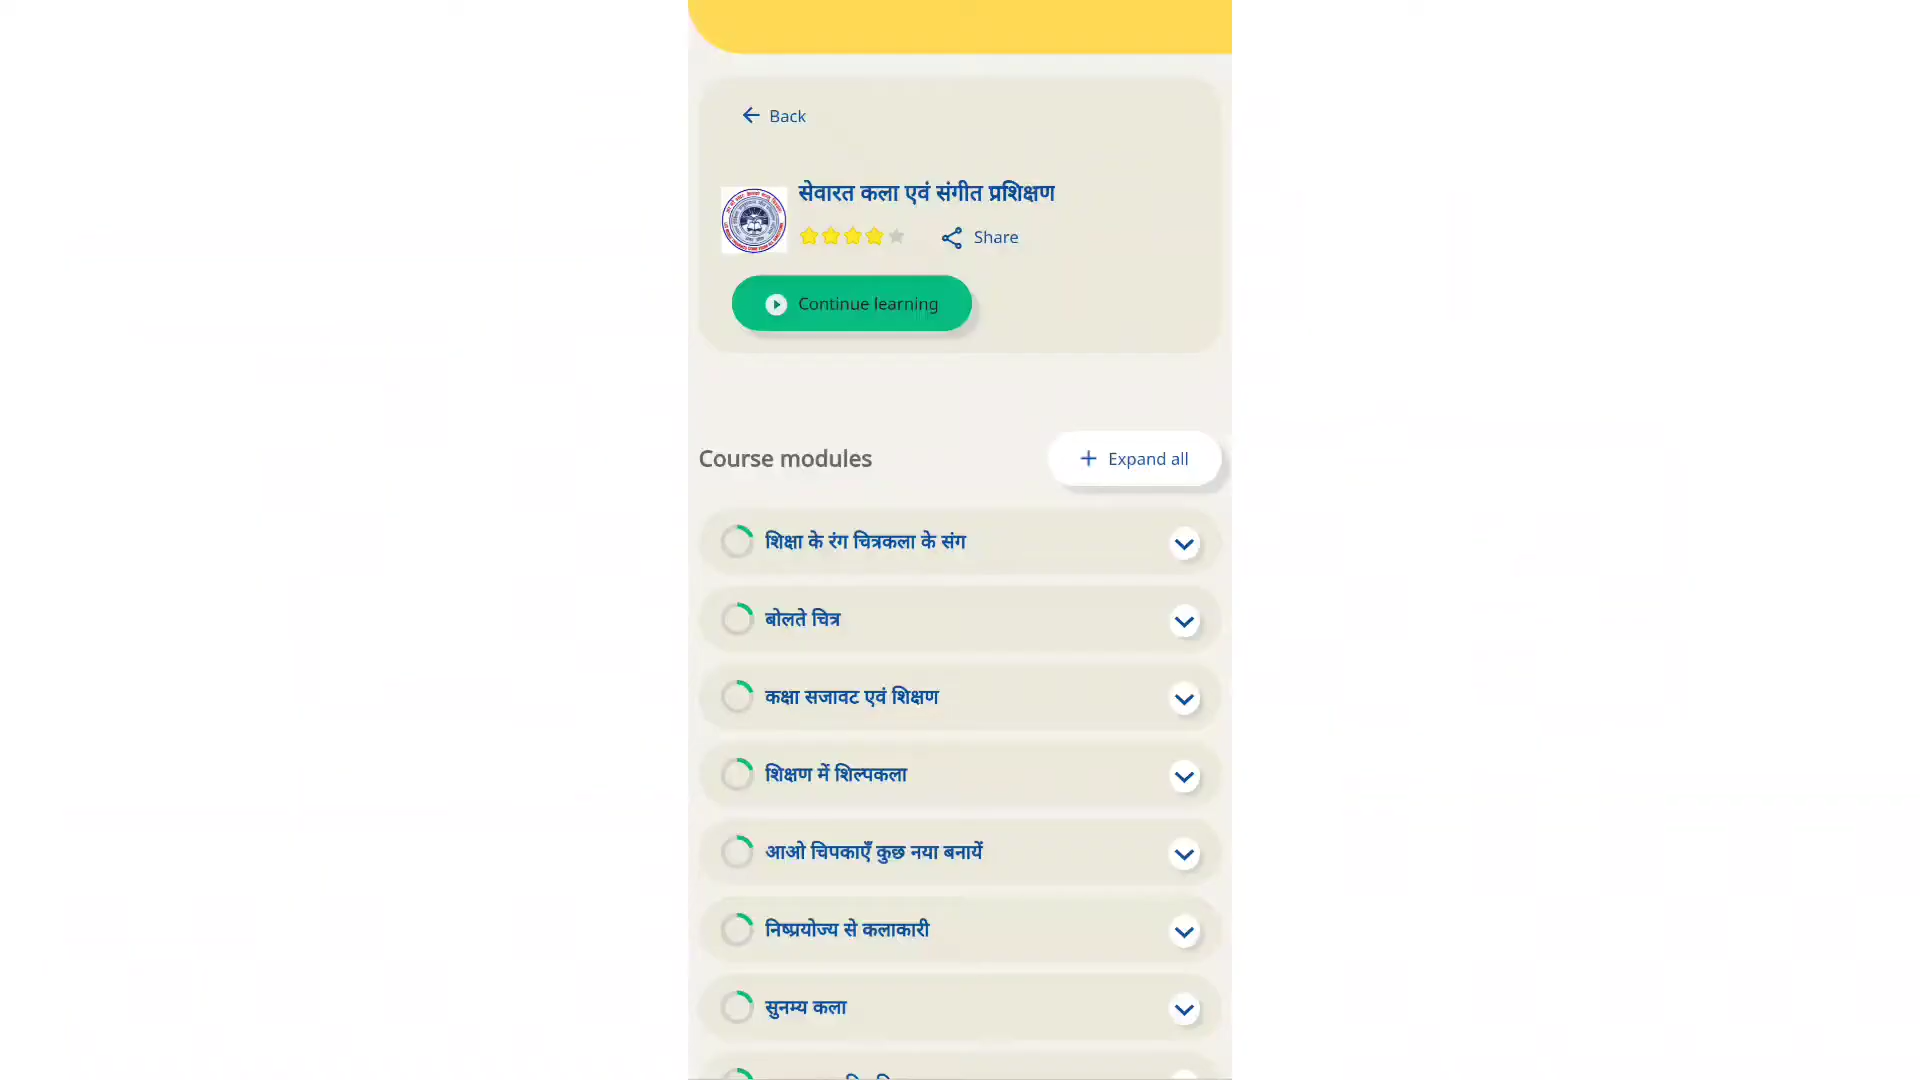 Back
सेवारत कला एवं संगीत प्रशिक्षण
Share
Continue learning
Course modules
Expand all
शिक्षा के रंग चित्रकला के संग
बोलते चित्र
कक्षा सजावट एवं शिक्षण
शिक्षण में शिल्पकला
आओ चिपकाएँ कुछ नया बनायें
निष्प्रयोज्य से कलाकारी
सुनम्य कला